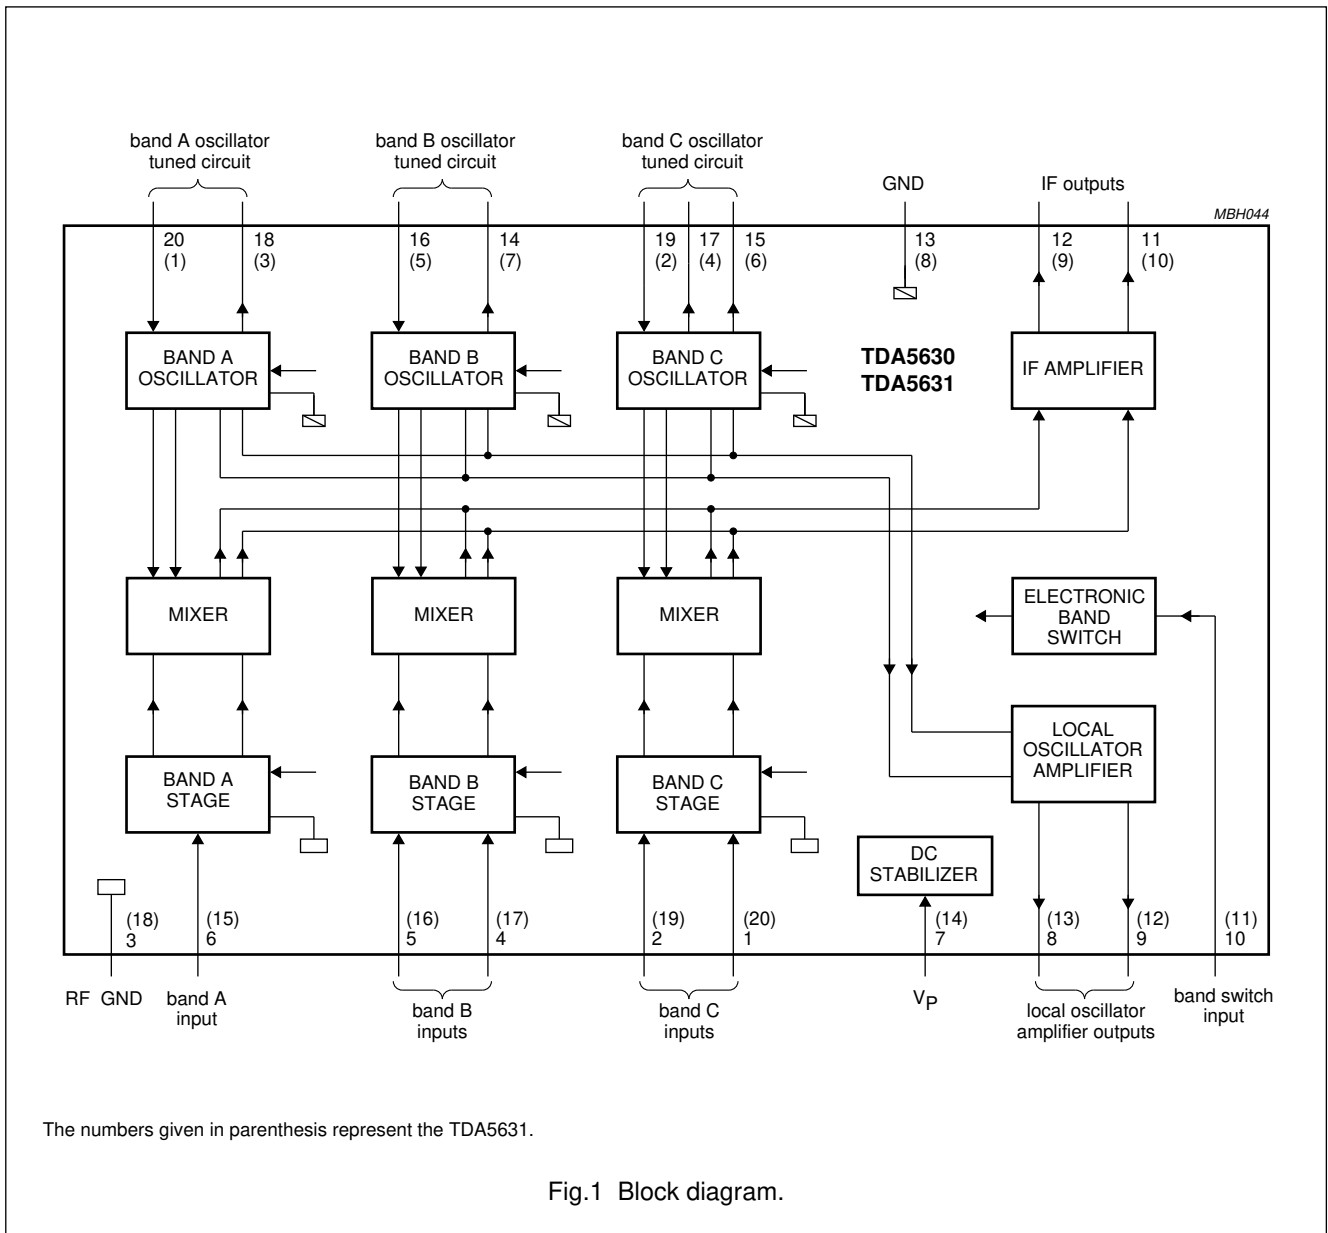 band A oscillator
tuned circuit
band B oscillator
tuned circuit
band C oscillator
tuned circuit
GND
IF outputs
MBH044
20
(1)
18
(3)
16
(5)
14
(7)
19
(2)
17
(4)
15
(6)
13
(8)
12
(9)
11
(10)
BAND A
OSCILLATOR
BAND B
OSCILLATOR
BAND C
OSCILLATOR
TDA5630
TDA5631
IF AMPLIFIER
MIXER
MIXER
MIXER
ELECTRONIC
BAND
SWITCH
BAND A
STAGE
BAND B
STAGE
BAND C
STAGE
LOCAL
OSCILLATOR
AMPLIFIER
DC
STABILIZER
(18)
3
(15)
6
(16)
5
(17)
4
(19)
2
(20)
1
(14)
7
(13)
8
(12)
9
(11)
10
RF GND
band A
input
band B
inputs
band C
inputs
VP
local oscillator
amplifier outputs
band switch
input
The numbers given in parenthesis represent the TDA5631.
Fig.1 Block diagram.